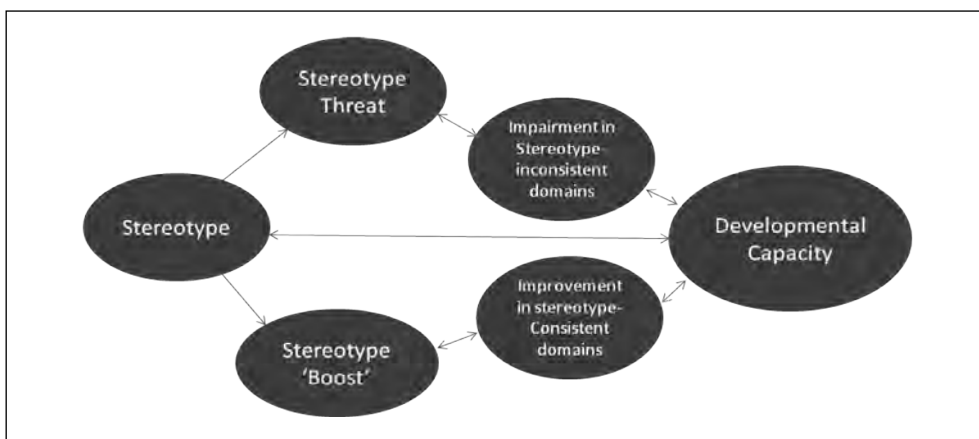 Stereotype
Threat
Impairment in
Stereotype-
inconsistent
domains
Stereotype
Developmental
Capacity
Improvement
in stereotype-
Consistent
domains
Stereotype
‘Boost’